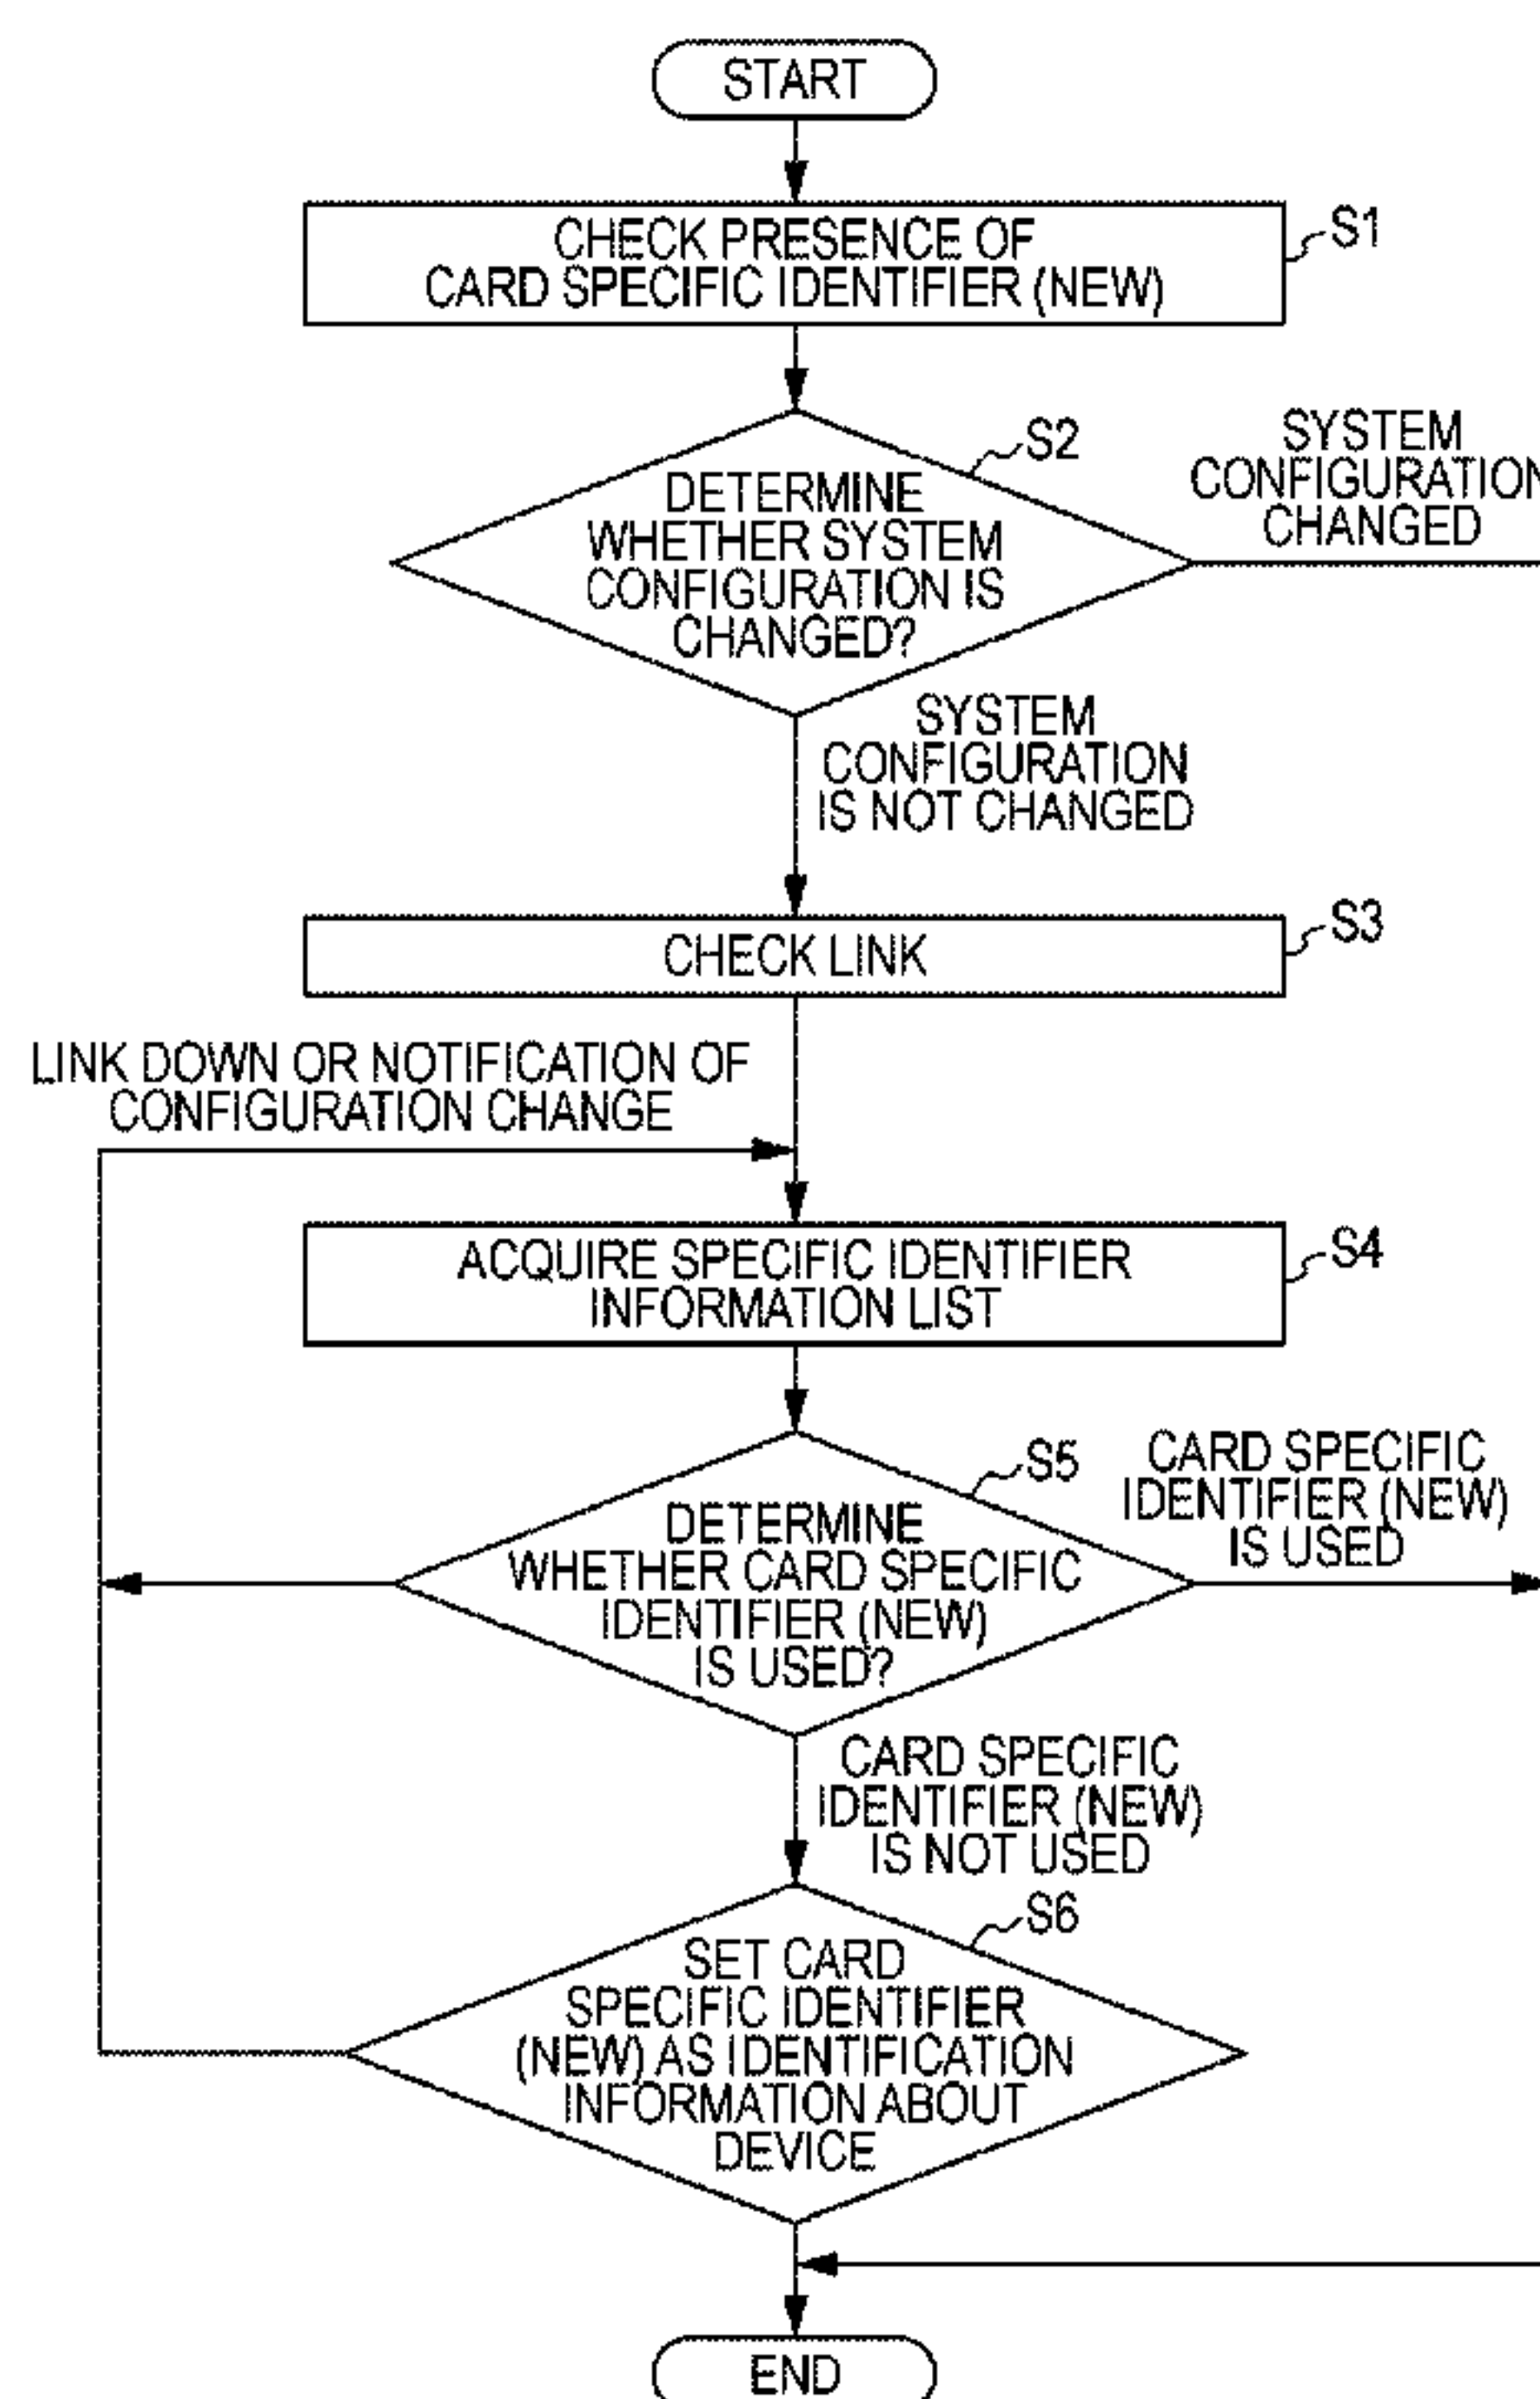 START
CHECK PRESENCE OF
CARD SPECIFIC IDENTIFIER (NEW)
S1
S2
DETERMINE
WHETHER SYSTEM
CONFIGURATION IS
CHANGED?
SYSTEM
CONFIGURATION
CHANGED
SYSTEM
CONFIGURATION
IS NOT CHANGED
CHECK LINK
S3
LINK DOWN OR NOTIFICATION OF
CONFIGURATION CHANGE
ACQUIRE SPECIFIC IDENTIFIER
INFORMATION LIST
S4
S5
DETERMINE
WHETHER CARD SPECIFIC
IDENTIFIER (NEW)
IS USED?
CARD SPECIFIC
IDENTIFIER (NEW)
IS USED
CARD SPECIFIC
IDENTIFIER (NEW)
IS NOT USED
S6
SET CARD
SPECIFIC IDENTIFIER
(NEW) AS IDENTIFICATION
INFORMATION ABOUT
DEVICE
END